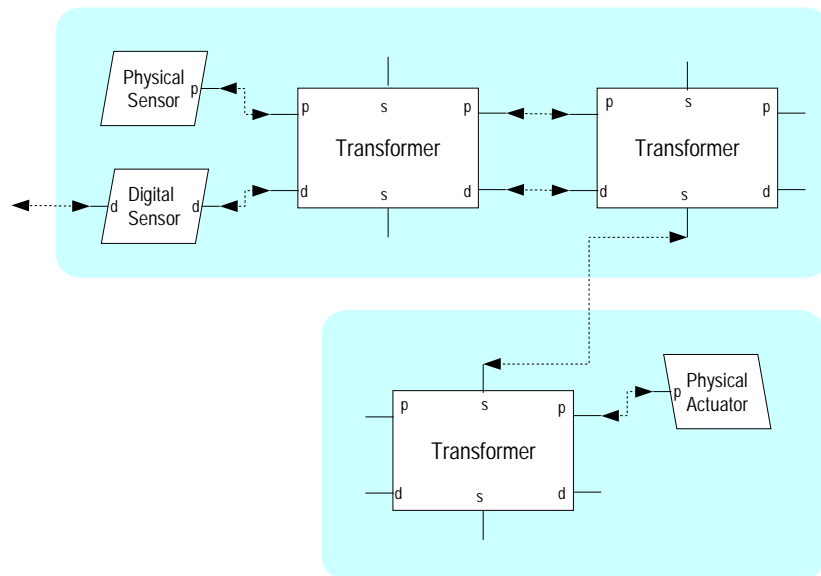 Physical
Sensor
p
p
s
p
Transformer
d
s
d
p
s
p
Transformer
d
s
d
d
Digital
Sensor
d
p
s
p
Transformer
d
s
d
Physical
p
Actuator